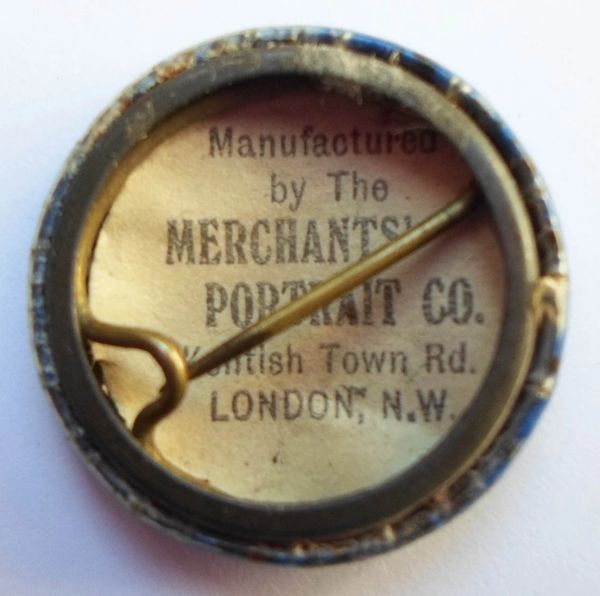 Manufactured
by The
MERCHANTS'
PORTRAIT CO.
Kentish Town Rd.
LONDON, N.W.